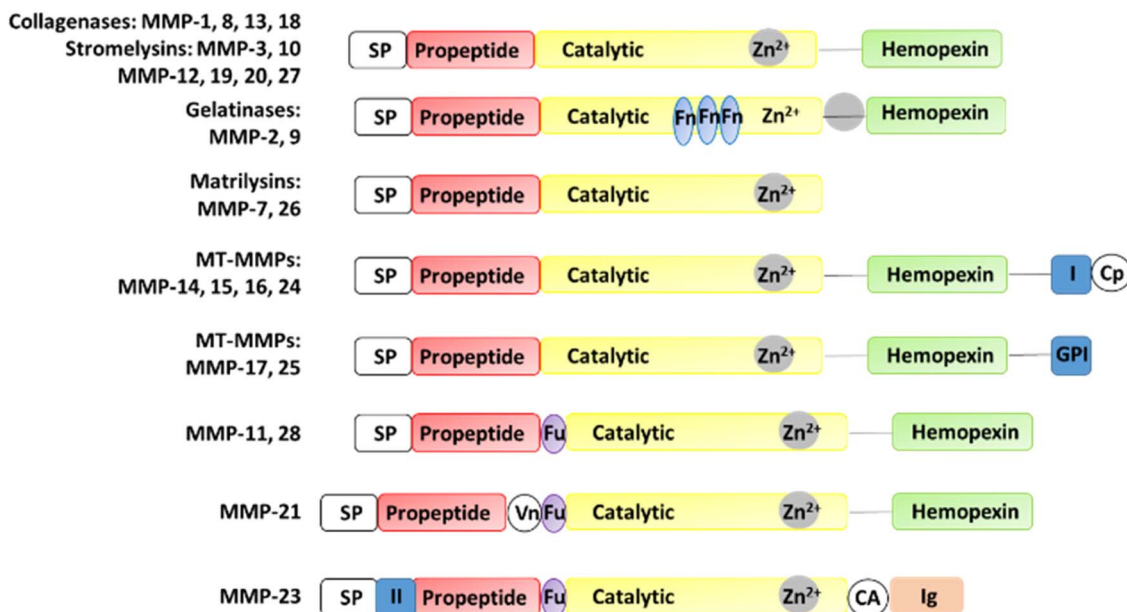 Collagenases: MMP-1, 8, 13, 18
Stromelysins: MMP-3, 10
MMP-12, 19, 20, 27
SP Propeptide Catalytic Zn²⁺ Hemopexin
Gelatinases:
MMP-2, 9
SP Propeptide Catalytic Fn Fn Fn Zn²⁺ Hemopexin
Matrilysins:
MMP-7, 26
SP Propeptide Catalytic Zn²⁺
MT-MMPs:
MMP-14, 15, 16, 24
SP Propeptide Catalytic Zn²⁺ Hemopexin I Cp
MT-MMPs:
MMP-17, 25
SP Propeptide Catalytic Zn²⁺ Hemopexin GPI
MMP-11, 28
SP Propeptide Fu Catalytic Zn²⁺ Hemopexin
MMP-21
SP Propeptide Vn Fu Catalytic Zn²⁺ Hemopexin
MMP-23
SP II Propeptide Fu Catalytic Zn²⁺ CA Ig